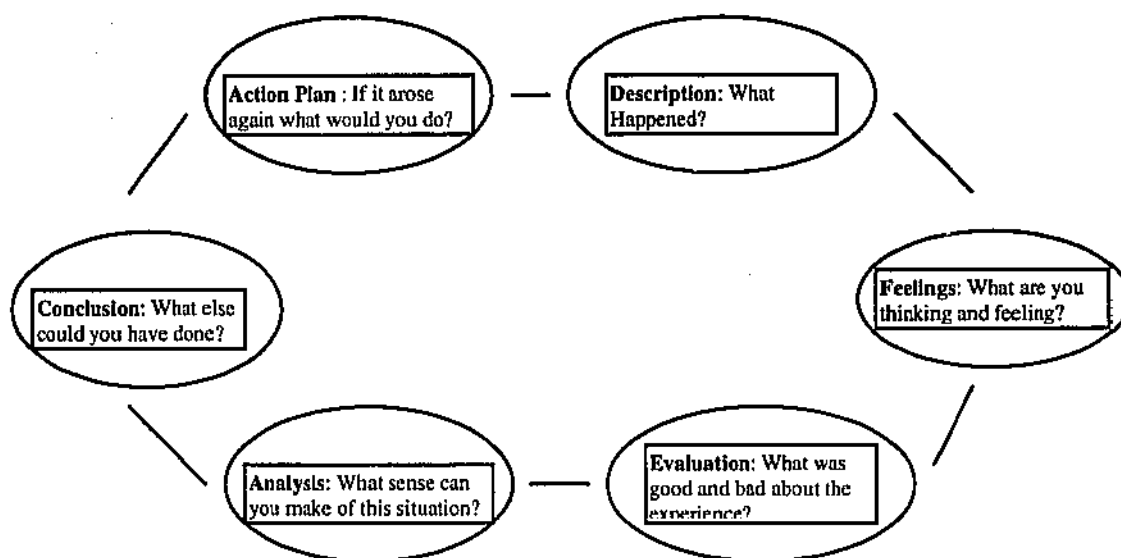 Action Plan : If it arose
again what would you do?
Description: What
Happened?
Feelings: What are you
thinking and feeling?
Evaluation: What was
good and bad about the
experience?
Analysis: What sense can
you make of this situation?
Conclusion: What else
could you have done?